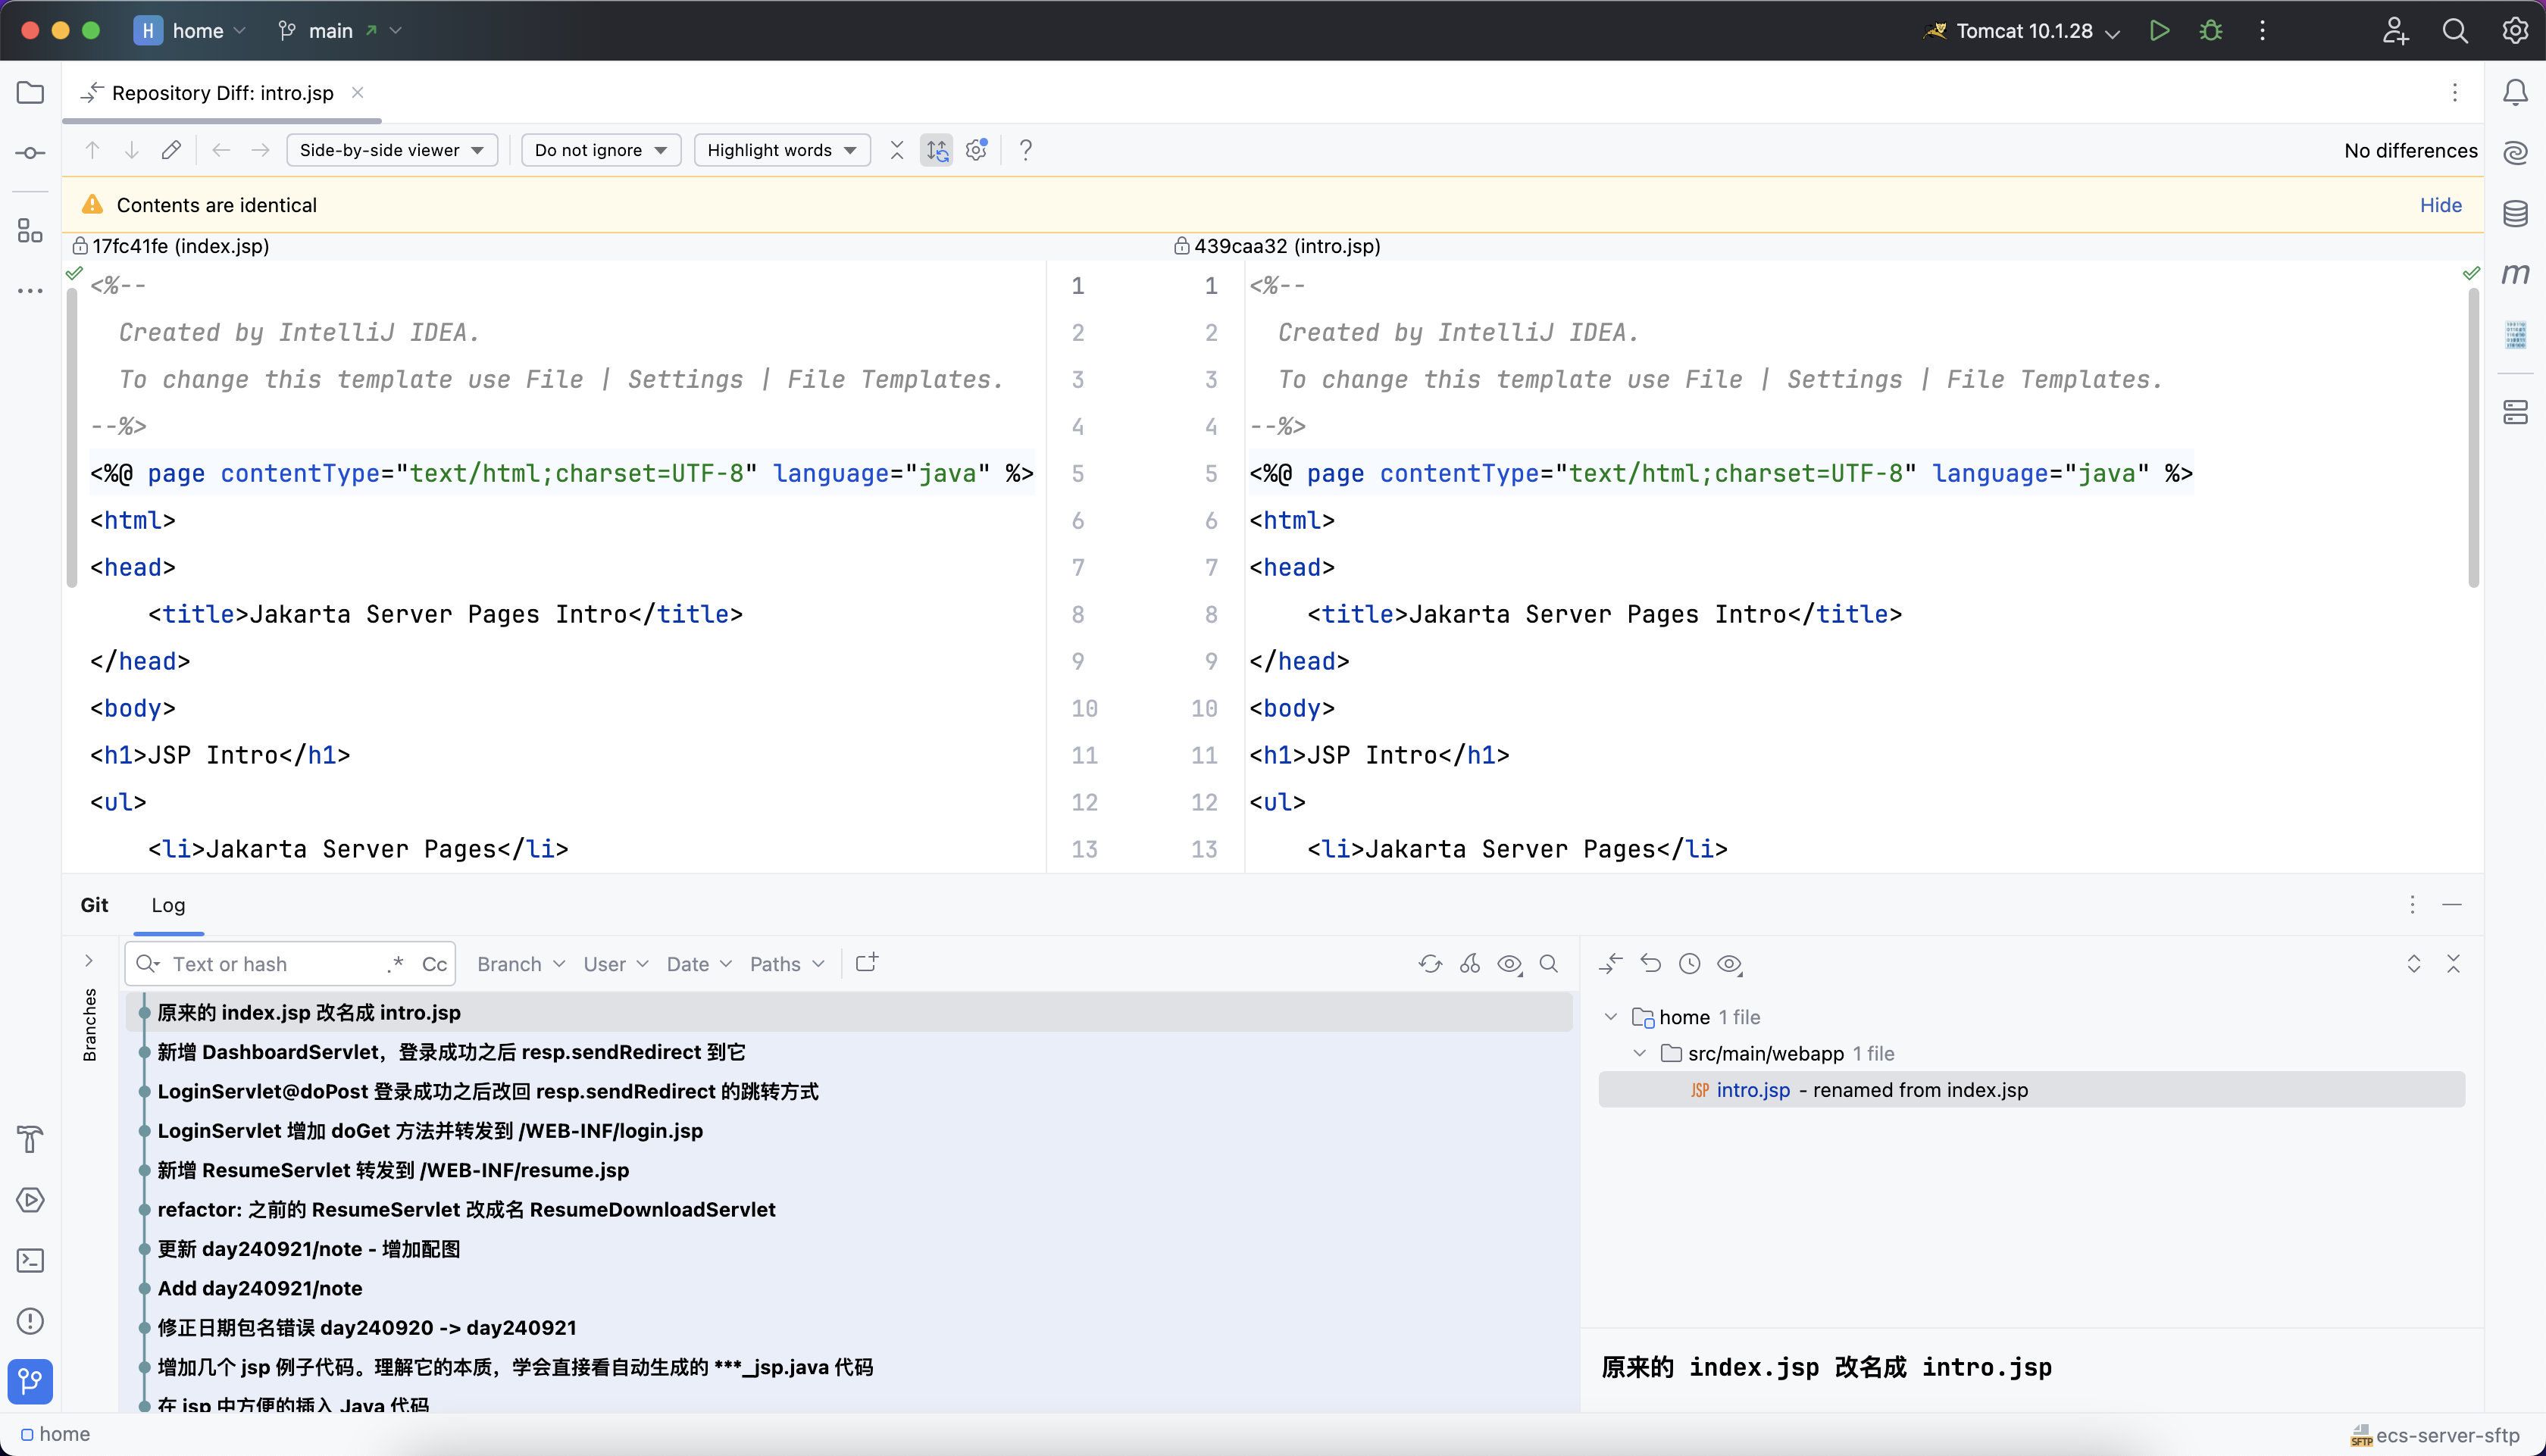 H home main Tomcat 10.1.28
Repository Diff: intro.jsp
Side-by-side viewer Do not ignore Highlight words ? No differences
Contents are identical Hide
17fc41fe (index.jsp) 439caa32 (intro.jsp)
<%-- 1 1 <%--
Created by IntelliJ IDEA. 2 2 Created by IntelliJ IDEA.
To change this template use File | Settings | File Templates. 3 3 To change this template use File | Settings | File Templates.
--%> 4 4 --%>
<%@ page contentType="text/html;charset=UTF-8" language="java" %> 5 5 <%@ page contentType="text/html;charset=UTF-8" language="java" %>
<html> 6 6 <html>
<head> 7 7 <head>
<title>Jakarta Server Pages Intro</title> 8 8 <title>Jakarta Server Pages Intro</title>
</head> 9 9 </head>
<body> 10 10 <body>
<h1>JSP Intro</h1> 11 11 <h1>JSP Intro</h1>
<ul> 12 12 <ul>
<li>Jakarta Server Pages</li> 13 13 <li>Jakarta Server Pages</li>
Git Log
Text or hash .* Cc Branch User Date Paths
Branches
原来的 index.jsp 改名成 intro.jsp
新增 DashboardServlet，登录成功之后 resp.sendRedirect 到它
LoginServlet@doPost 登录成功之后改回 resp.sendRedirect 的跳转方式
LoginServlet 增加 doGet 方法并转发到 /WEB-INF/login.jsp
新增 ResumeServlet 转发到 /WEB-INF/resume.jsp
refactor: 之前的 ResumeServlet 改成名 ResumeDownloadServlet
更新 day240921/note - 增加配图
Add day240921/note
修正日期包名错误 day240920 -> day240921
增加几个 jsp 例子代码。理解它的本质，学会直接看自动生成的 ***_jsp.java 代码
在 jsp 中方便的插入 Java 代码
home 1 file
src/main/webapp 1 file
JSP intro.jsp - renamed from index.jsp
原来的 index.jsp 改名成 intro.jsp
home SFTP ecs-server-sftp